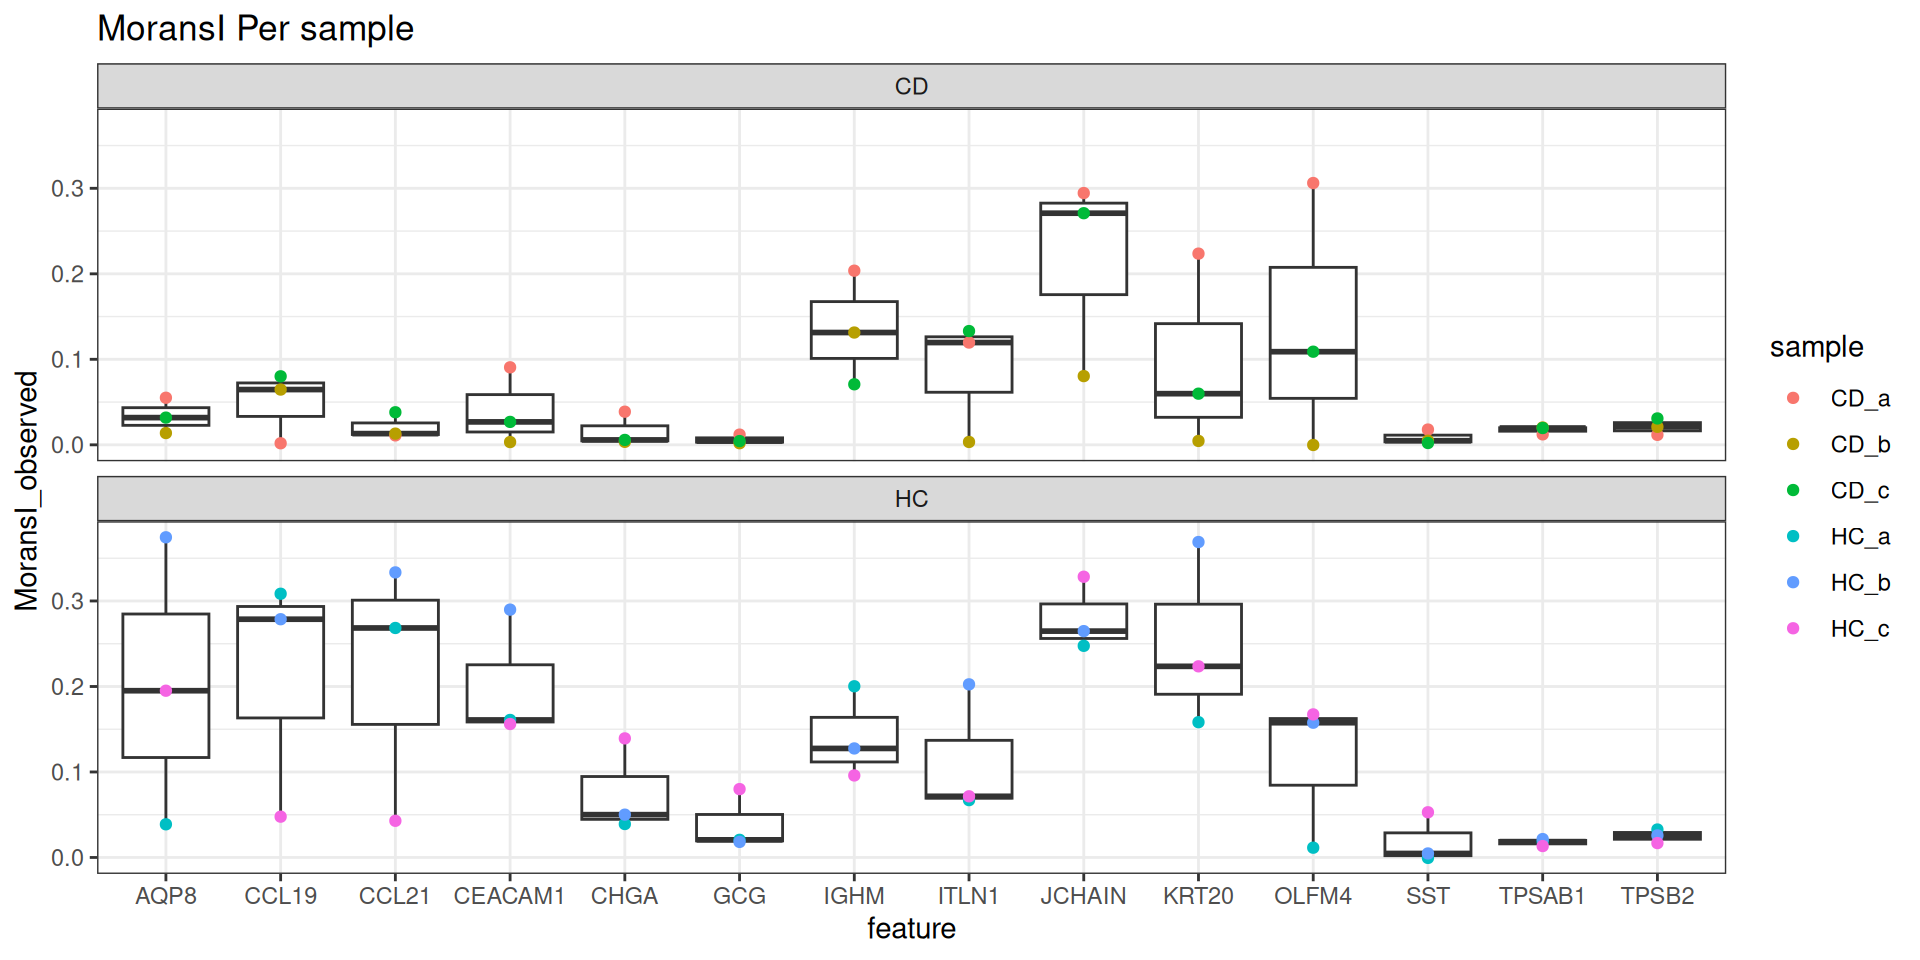 MoransI Per sample
CD
0.3
0.2
0.1
0.0
HC
0.3
0.2
0.1
0.0
MoransI_observed
AQP8 CCL19 CCL21 CEACAM1 CHGA GCG IGHM ITLN1 JCHAIN KRT20 OLFM4 SST TPSAB1 TPSB2
feature
sample
CD_a
CD_b
CD_c
HC_a
HC_b
HC_c